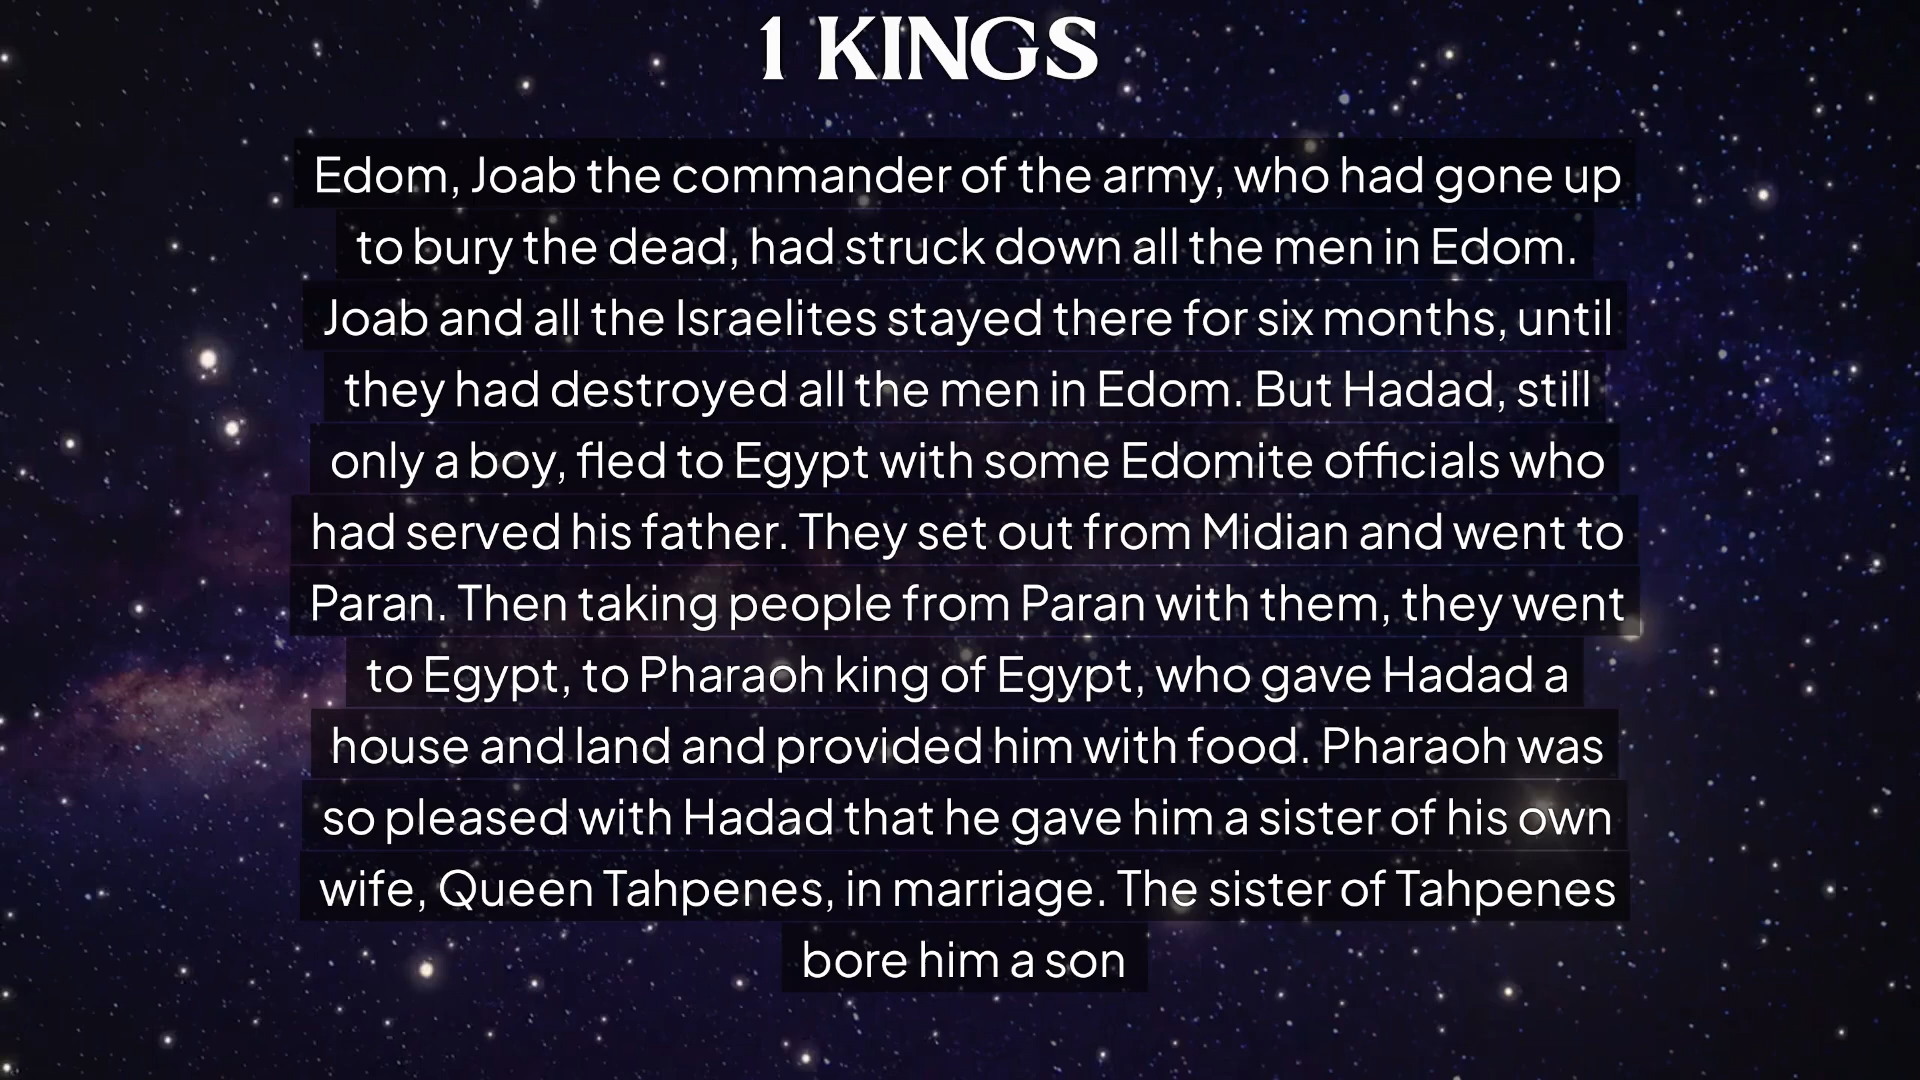 1 KINGS
Edom, Joab the commander of the army, who had gone up
to bury the dead, had struck down all the men in Edom.
Joab and all the Israelites stayed there for six months, until
they had destroyed all the men in Edom. But Hadad, still
only a boy, fled to Egypt with some Edomite officials who
had served his father. They set out from Midian and went to
Paran. Then taking people from Paran with them, they went
to Egypt, to Pharaoh king of Egypt, who gave Hadad a
house and land and provided him with food. Pharaoh was
so pleased with Hadad that he gave him a sister of his own
wife, Queen Tahpenes, in marriage. The sister of Tahpenes
bore him a son